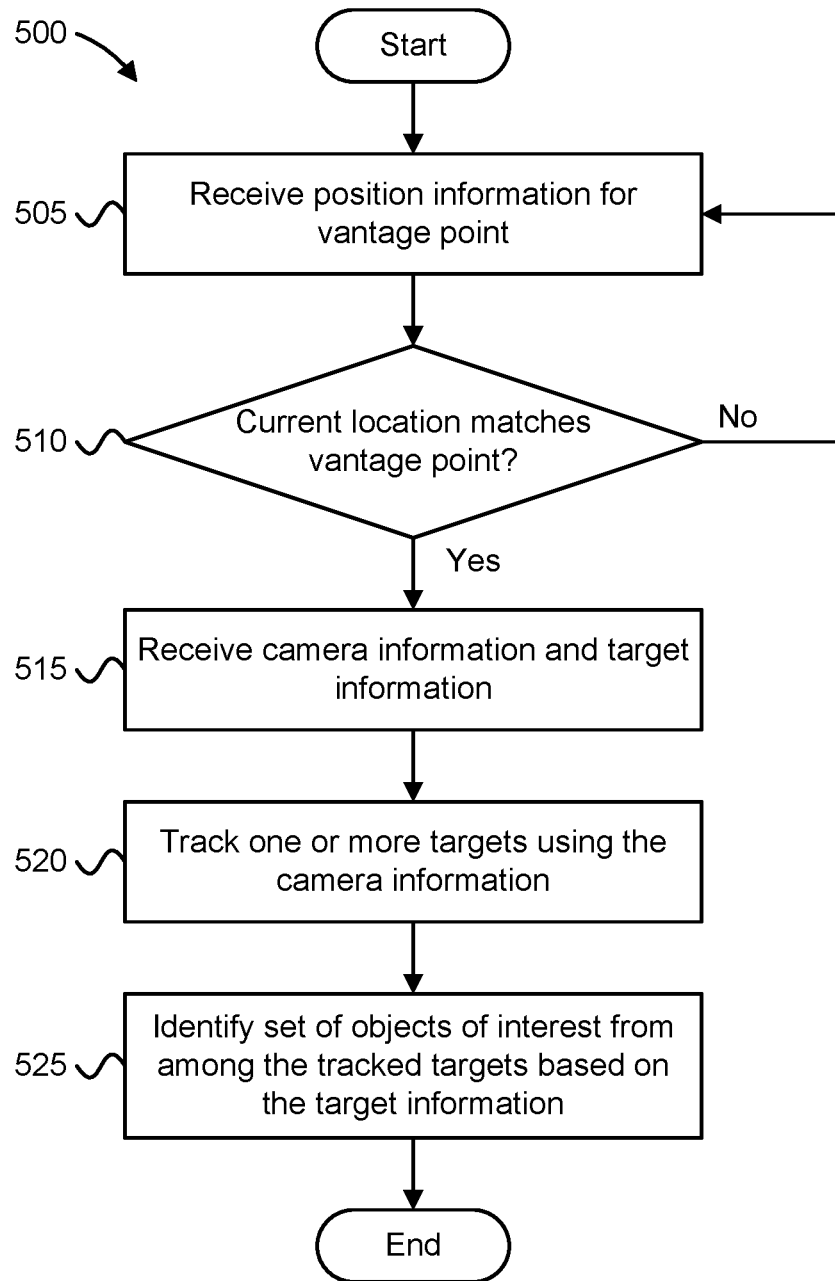 500
Start
505
Receive position information for
vantage point
510
Current location matches
vantage point?
No
Yes
515
Receive camera information and target
information
520
Track one or more targets using the
camera information
525
Identify set of objects of interest from
among the tracked targets based on
the target information
End